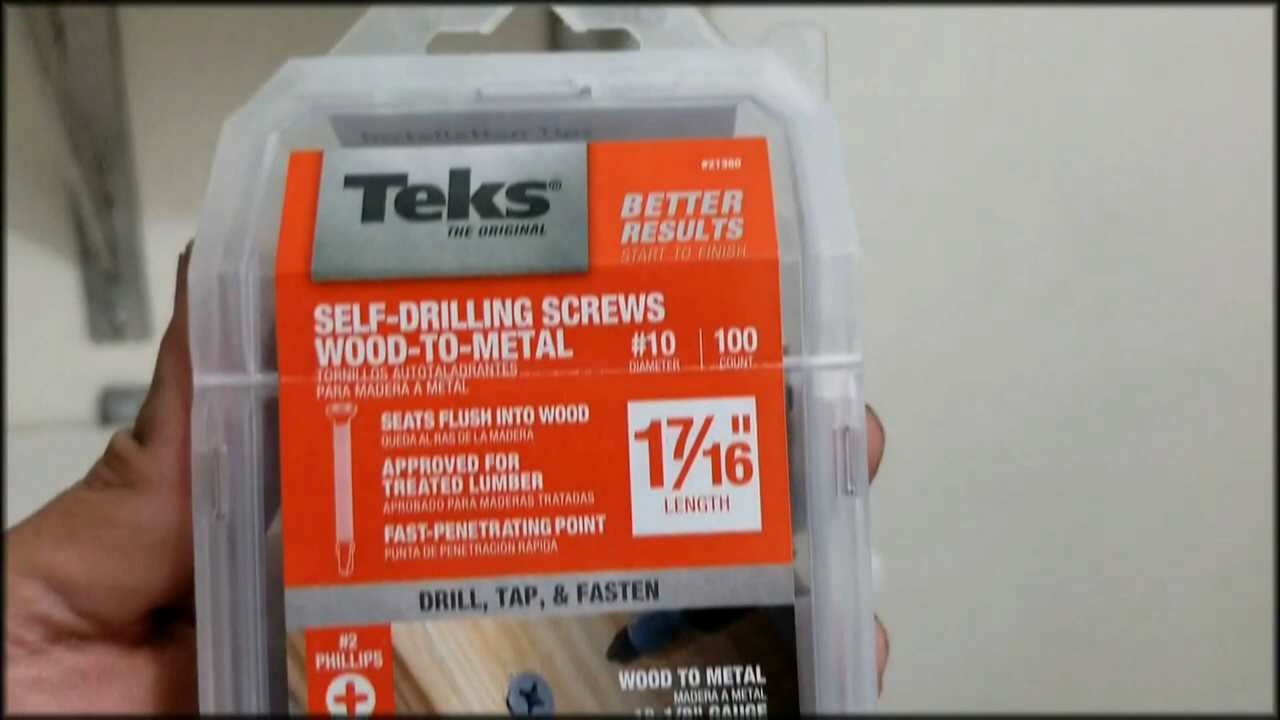 Installation Tips
Teks®
THE ORIGINAL
#21360
BETTER
RESULTS
START TO FINISH
SELF-DRILLING SCREWS
WOOD-TO-METAL
TORNILLOS AUTOTALADRANTES
PARA MADERA A METAL
#10
DIAMETER
100
COUNT
SEATS FLUSH INTO WOOD
QUEDA AL RAS DE LA MADERA
APPROVED FOR
TREATED LUMBER
APROBADO PARA MADERAS TRATADAS
FAST-PENETRATING POINT
PUNTA DE PENETRACIÓN RÁPIDA
1 7/16"
LENGTH
DRILL, TAP, & FASTEN
#2
PHILLIPS
WOOD TO METAL
MADERA A METAL
GAUGE